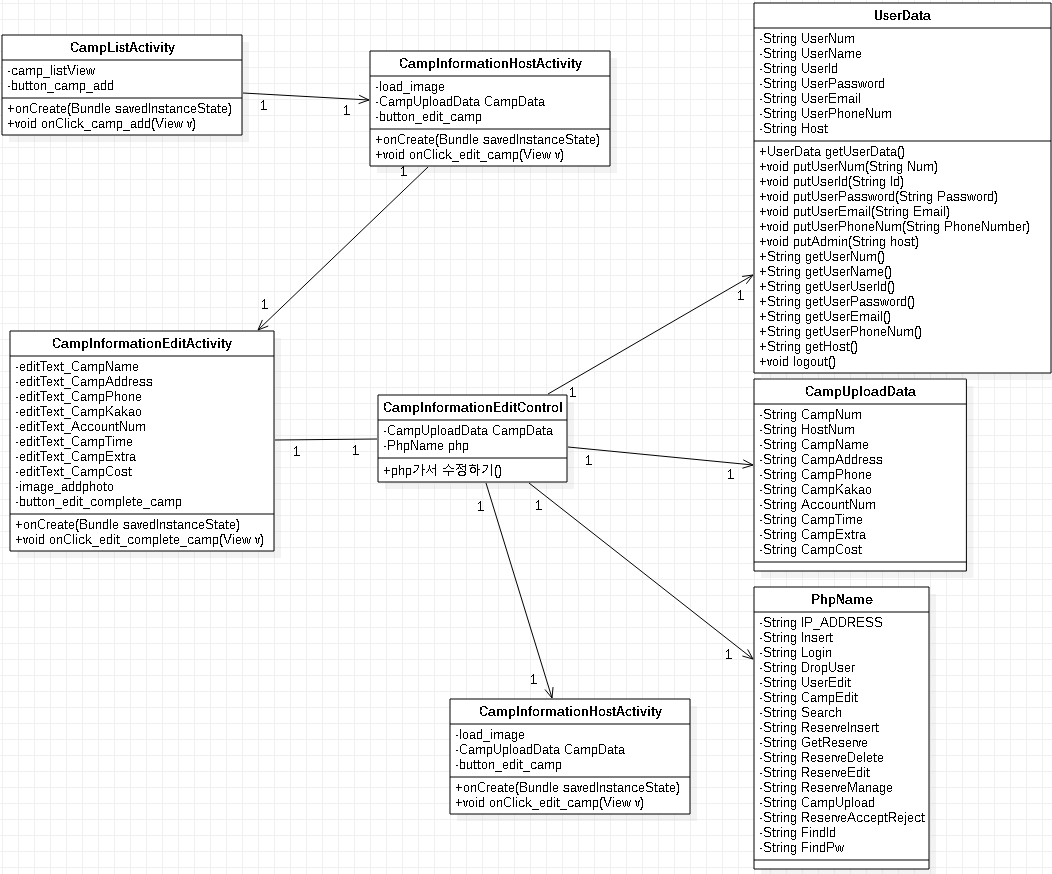 CampListActivity
-camp_listView
-button_camp_add
+onCreate(Bundle savedInstanceState)
+void onClick_camp_add(View v)
1
1
CampInformationHostActivity
-load_image
-CampUploadData CampData
-button_edit_camp
+onCreate(Bundle savedInstanceState)
+void onClick_edit_camp(View v)
1
1
UserData
-String UserNum
-String UserName
-String UserId
-String UserPassword
-String UserEmail
-String UserPhoneNum
-String Host
+UserData getUserData()
+void putUserNum(String Num)
+void putUserId(String Id)
+void putUserPassword(String Password)
+void putUserEmail(String Email)
+void putUserPhoneNum(String PhoneNumber)
+void putAdmin(String host)
+String getUserNum()
+String getUserName()
+String getUserUserId()
+String getUserPassword()
+String getUserEmail()
+String getUserPhoneNum()
+String getHost()
+void logout()
CampInformationEditActivity
-editText_CampName
-editText_CampAddress
-editText_CampPhone
-editText_CampKakao
-editText_AccountNum
-editText_CampTime
-editText_CampExtra
-editText_CampCost
-image_addphoto
-button_edit_complete_camp
+onCreate(Bundle savedInstanceState)
+void onClick_edit_complete_camp(View v)
1
1
CampInformationEditControl
-CampUploadData CampData
-PhpName php
+php가서 수정하기()
1
1
1
1
1
1
1
1
CampUploadData
-String CampNum
-String HostNum
-String CampName
-String CampAddress
-String CampPhone
-String CampKakao
-String AccountNum
-String CampTime
-String CampExtra
-String CampCost
PhpName
-String IP_ADDRESS
-String Insert
-String Login
-String DropUser
-String UserEdit
-String CampEdit
-String Search
-String ReserveInsert
-String GetReserve
-String ReserveDelete
-String ReserveEdit
-String ReserveManage
-String CampUpload
-String ReserveAcceptReject
-String FindId
-String FindPw
CampInformationHostActivity
-load_image
-CampUploadData CampData
-button_edit_camp
+onCreate(Bundle savedInstanceState)
+void onClick_edit_camp(View v)